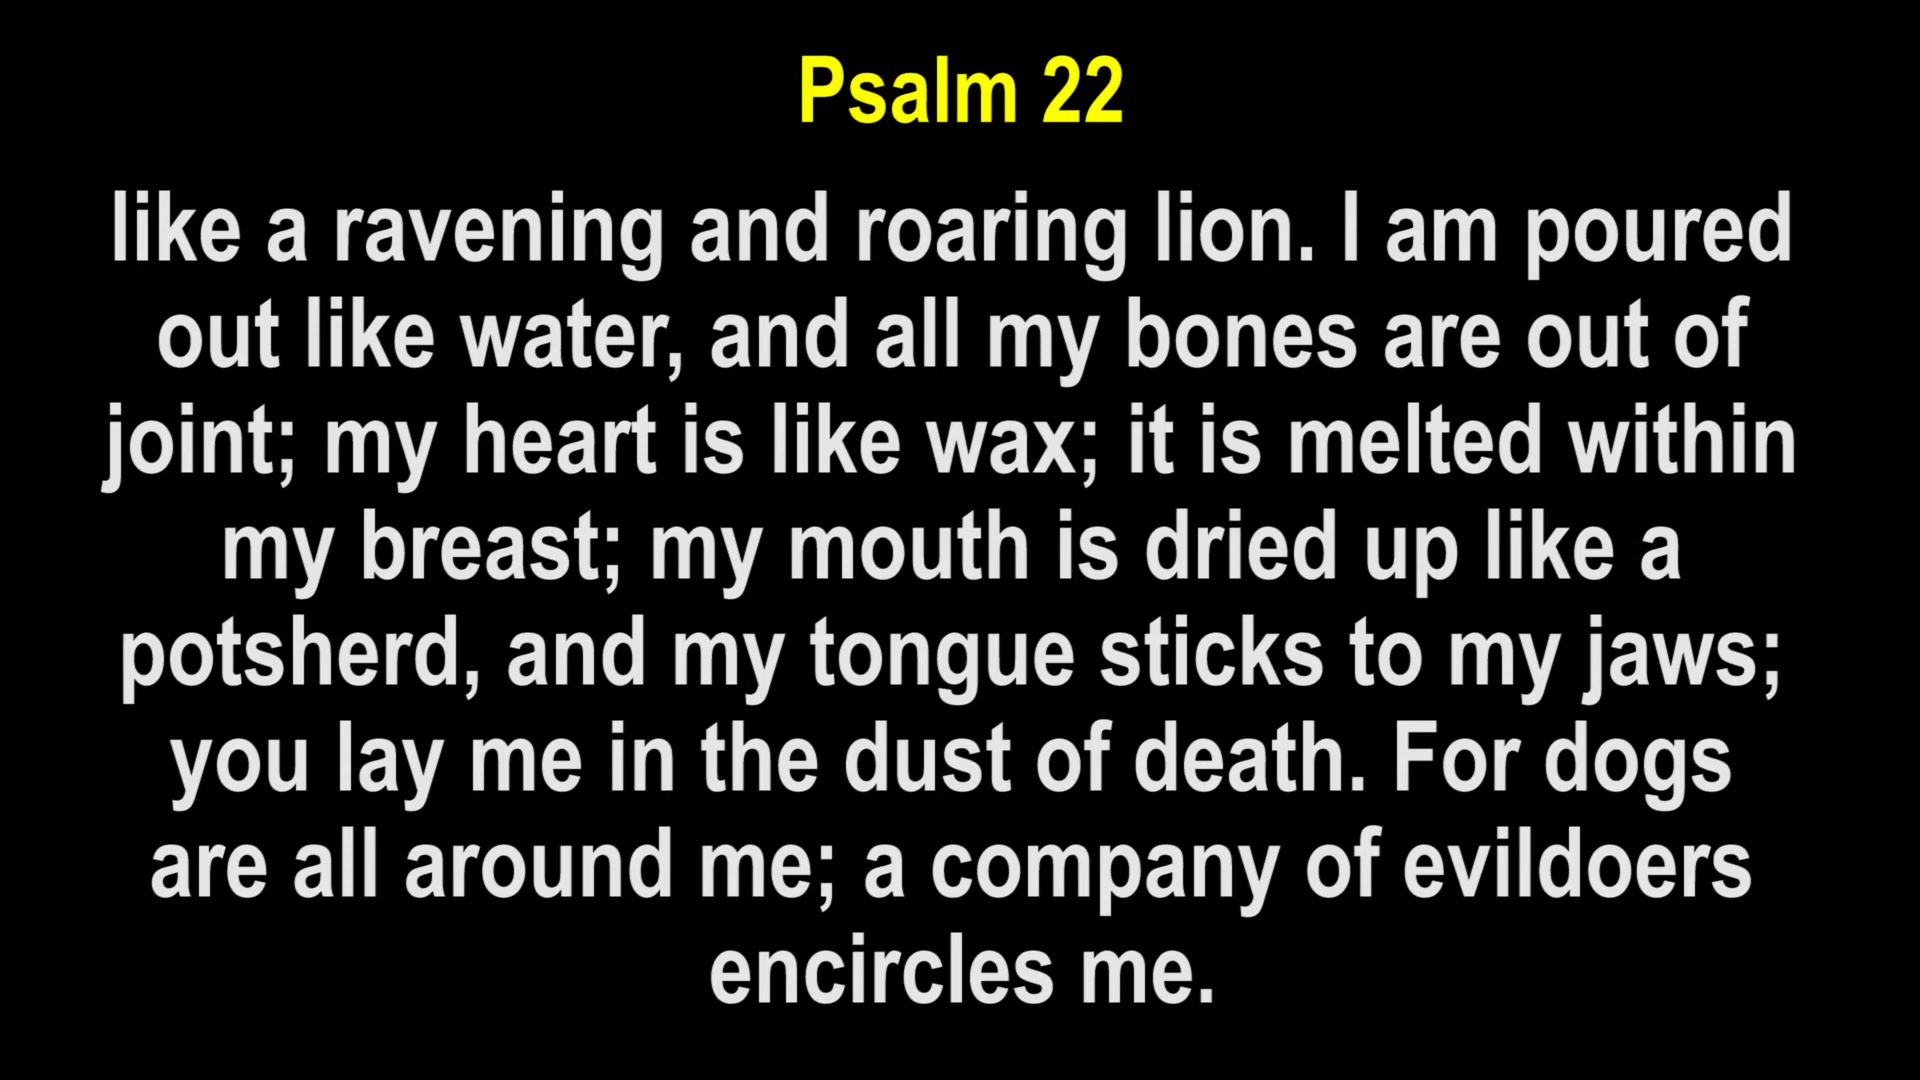 Psalm 22
like a ravening and roaring lion. I am poured
out like water, and all my bones are out of
joint; my heart is like wax; it is melted within
my breast; my mouth is dried up like a
potsherd, and my tongue sticks to my jaws;
you lay me in the dust of death. For dogs
are all around me; a company of evildoers
encircles me.